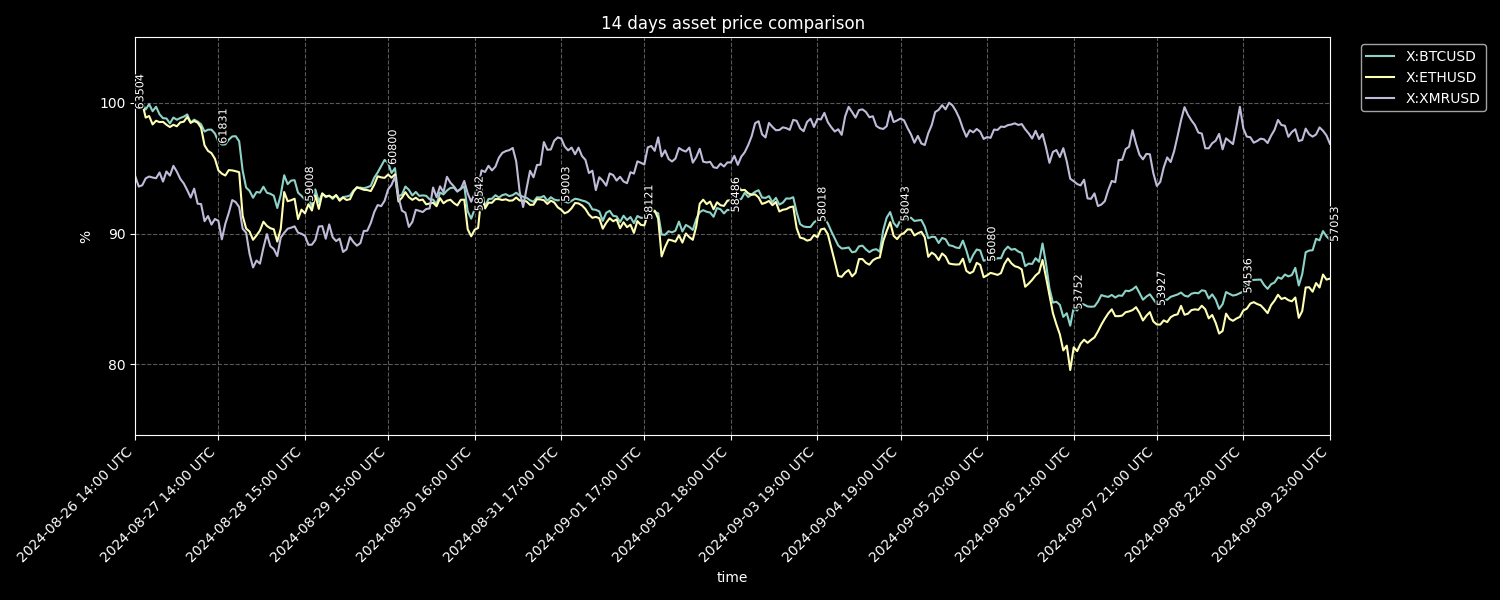 14 days asset price comparison
X:BTCUSD
X:ETHUSD
X:XMRUSD
%
100
90
80
63504
61831
59008
60800
58542
59003
58121
58486
58018
58043
56080
53752
53927
54536
57053
2024-08-26 14:00 UTC
2024-08-27 14:00 UTC
2024-08-28 15:00 UTC
2024-08-29 15:00 UTC
2024-08-30 16:00 UTC
2024-08-31 17:00 UTC
2024-09-01 17:00 UTC
2024-09-02 18:00 UTC
2024-09-03 19:00 UTC
2024-09-04 19:00 UTC
2024-09-05 20:00 UTC
2024-09-06 21:00 UTC
2024-09-07 21:00 UTC
2024-09-08 22:00 UTC
2024-09-09 23:00 UTC
time